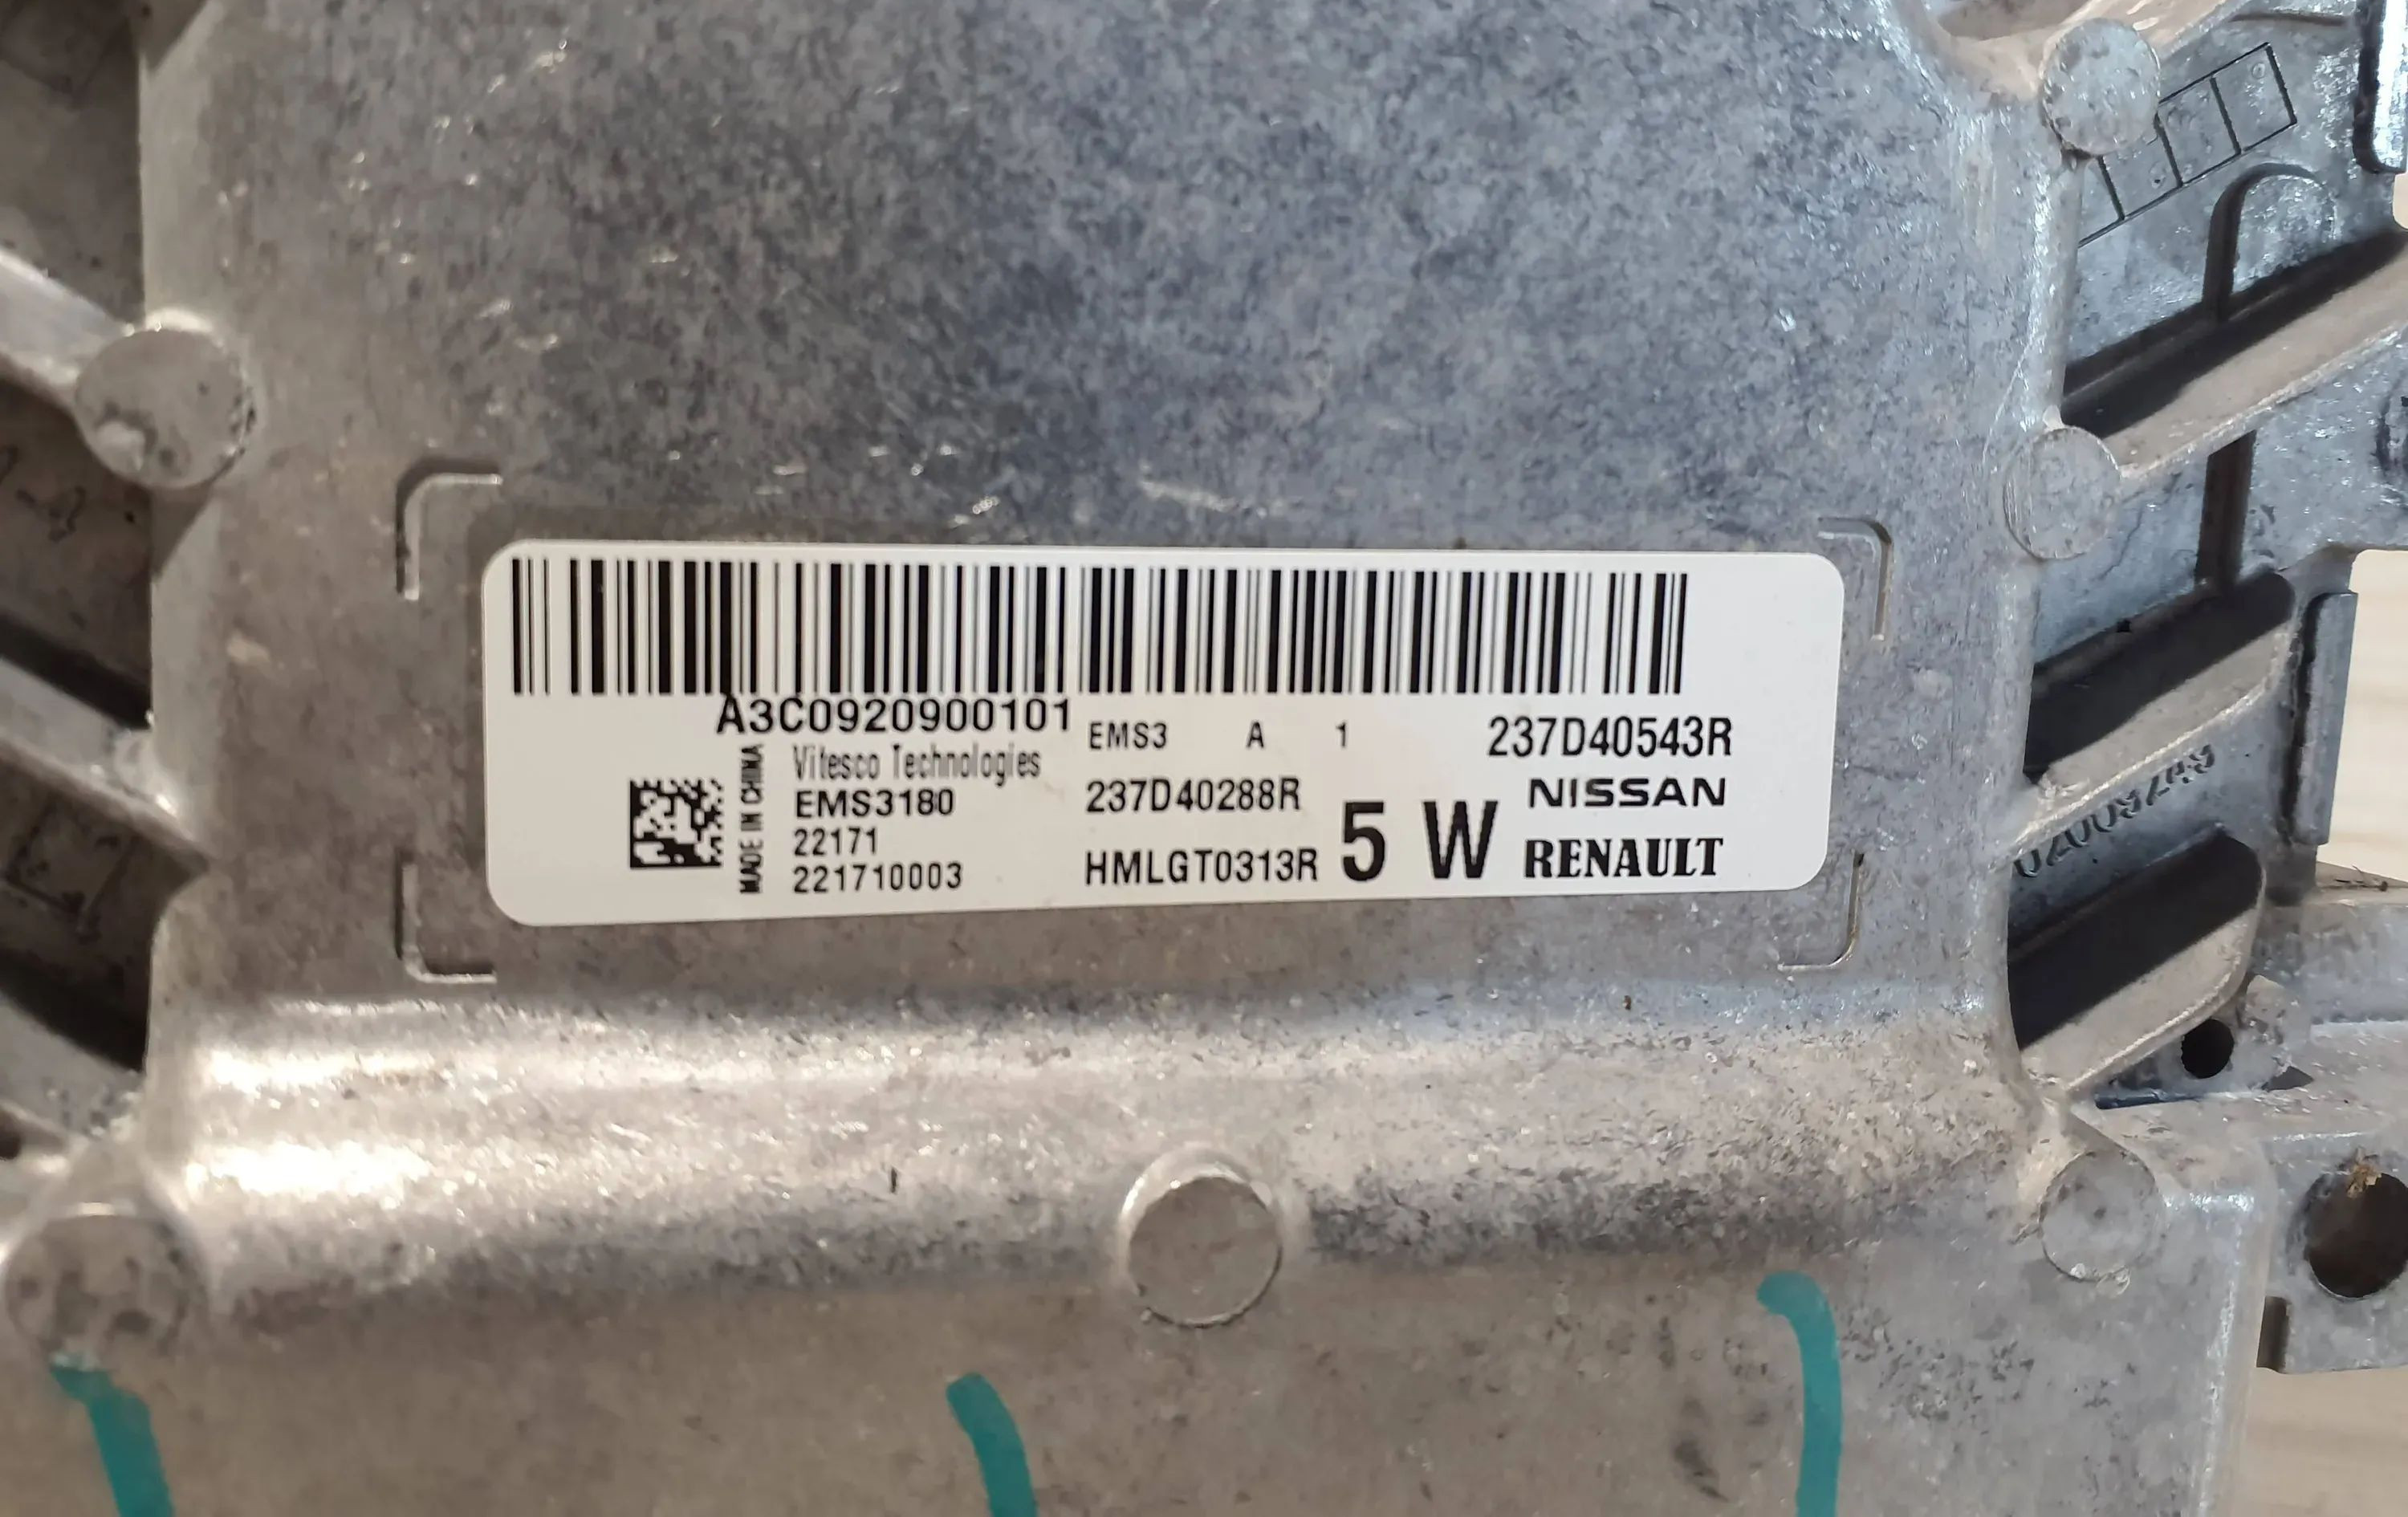 A3C0920900101
EMS3 A 1
237D40543R
MADE IN CHINA
Vitesco Technologies
EMS3180
22171
221710003
237D40288R
HMLGT0313R
5 W
NISSAN
RENAULT